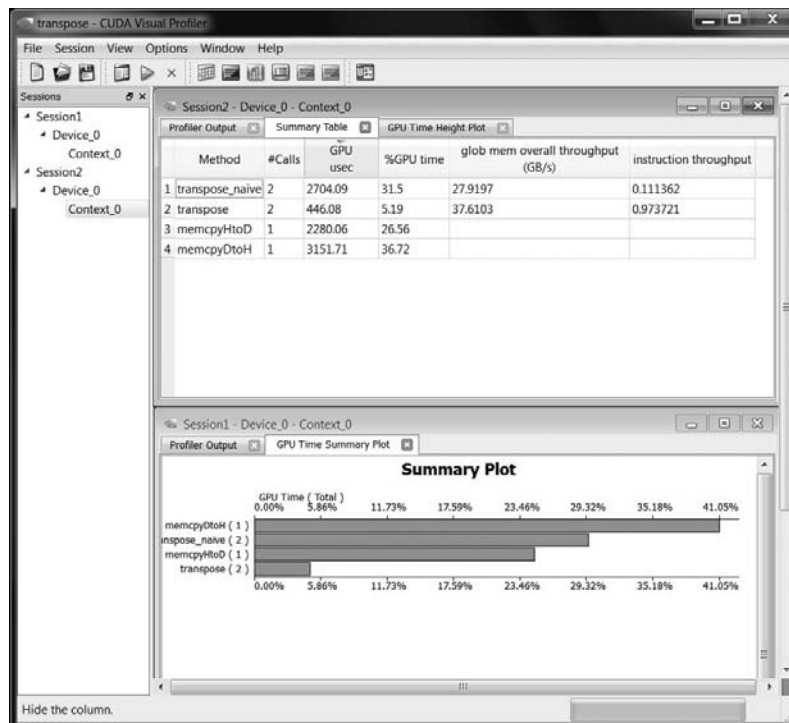 transpose - CUDA Visual Profiler
File Session View Options Window Help
Sessions
Session1
Device_0
Context_0
Session2
Device_0
Context_0
Session2 - Device_0 - Context_0
Profiler Output Summary Table GPU Time Height Plot
Method #Calls GPU usec %GPU time glob mem overall throughput (GB/s) instruction throughput
1 transpose_naive 2 2704.09 31.5 27.9197 0.111362
2 transpose 2 446.08 5.19 37.6103 0.973721
3 memcpyHtoD 1 2280.06 26.56
4 memcpyDtoH 1 3151.71 36.72
Session1 - Device_0 - Context_0
Profiler Output GPU Time Summary Plot
Summary Plot
GPU Time ( Total )
0.00% 5.86% 11.73% 17.59% 23.46% 29.32% 35.18% 41.05%
memcpyDtoH ( 1 )
nspose_naive ( 2 )
memcpyHtoD ( 1 )
transpose ( 2 )
0.00% 5.86% 11.73% 17.59% 23.46% 29.32% 35.18% 41.05%
Hide the column.